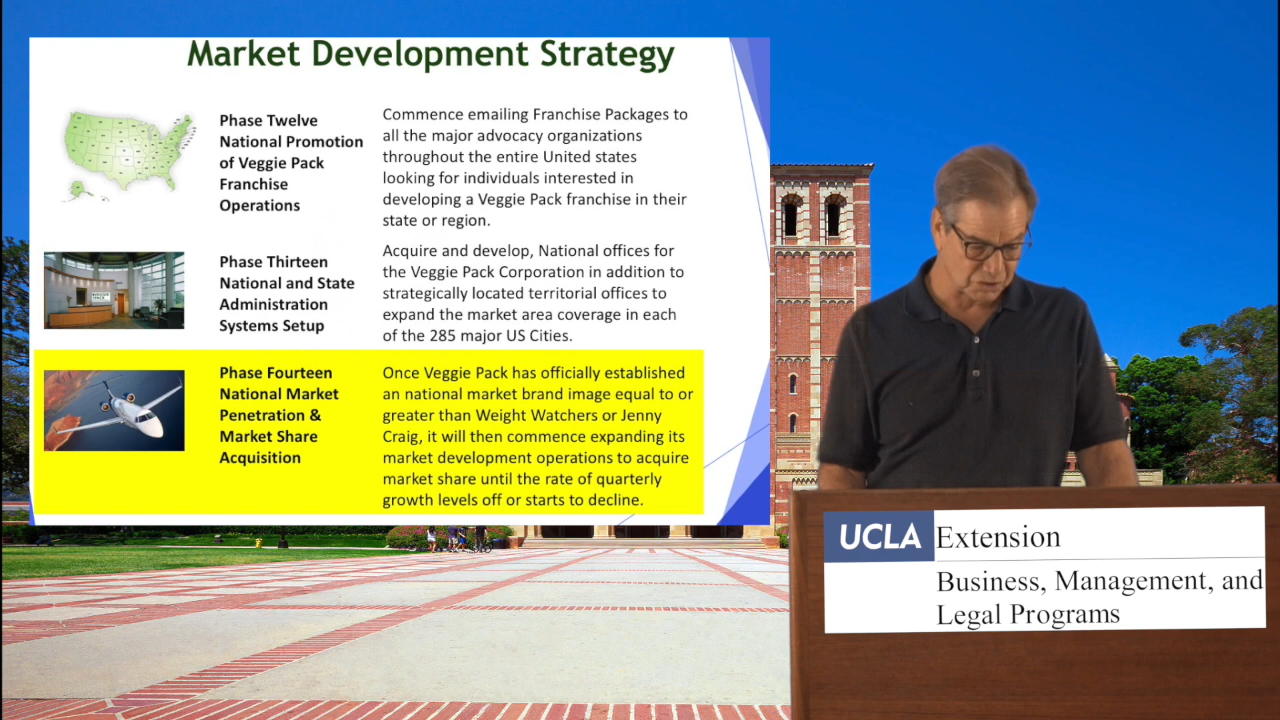 Market Development Strategy
Phase Twelve
National Promotion
of Veggie Pack
Franchise
Operations
Commence emailing Franchise Packages to
all the major advocacy organizations
throughout the entire United states
looking for individuals interested in
developing a Veggie Pack franchise in their
state or region.
Phase Thirteen
National and State
Administration
Systems Setup
Acquire and develop, National offices for
the Veggie Pack Corporation in addition to
strategically located territorial offices to
expand the market area coverage in each
of the 285 major US Cities.
Phase Fourteen
National Market
Penetration &
Market Share
Acquisition
Once Veggie Pack has officially established
an national market brand image equal to or
greater than Weight Watchers or Jenny
Craig, it will then commence expanding its
market development operations to acquire
market share until the rate of quarterly
growth levels off or starts to decline.
UCLA Extension
Business, Management, and
Legal Programs